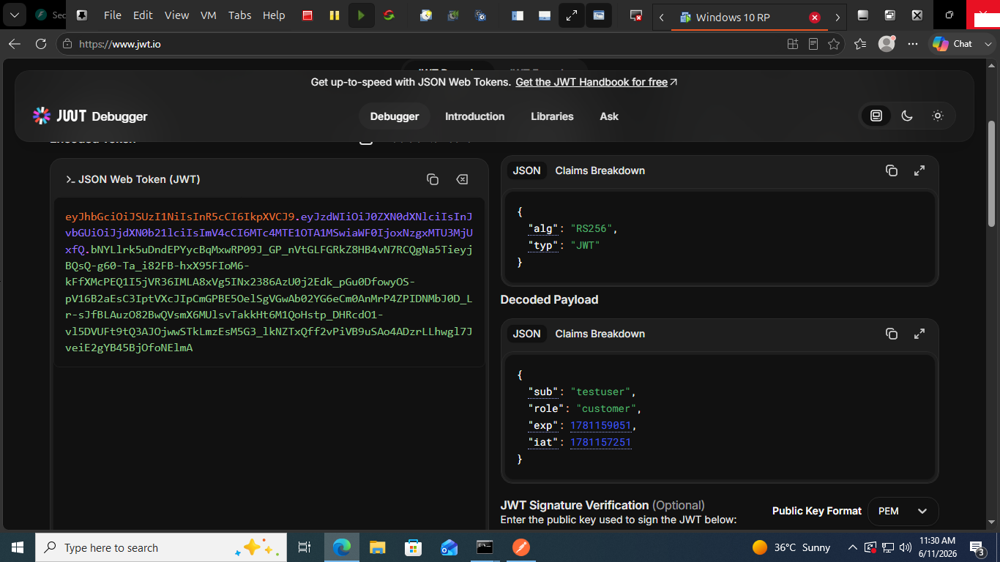 Sec
File Edit View VM Tabs Help
Windows 10 RP
https://www.jwt.io
Chat
Get up-to-speed with JSON Web Tokens. Get the JWT Handbook for free
JWT Debugger
Debugger Introduction Libraries Ask
JSON Web Token (JWT)
eyJhbGciOiJSUzI1NiIsInR5cCI6IkpXVCJ9.eyJzdWIiOiJ0ZXN0dXNlciIsInJ
vbGUiOiJjdXN0b21lciIsImV4cCI6MTc4MTE1OTA1MSwiaWF0IjoxNzgxMTU3MjU
xfQ.bNYLlrk5uDndEPYycBqMxwRP09J_GP_nVtGLFGRkZ8HB4vN7RCQgNa5Tieyj
BQsQ-g60-Ta_i82FB-hxX95FIoM6-
kFfXMcPEQ1I5jVR36IMLA8xVg5INx2386AzU0j2Edk_pGu0DfowyOS-
pV16B2aEsC3IptVXcJIpCmGPBE5OelSgVGwAb02YG6eCm0AnMrP4ZPIDNMbJ0D_L
r-sJfBLAuzO82BwQVsmX6MUlsvTakkHt6M1QoHstp_DHRcdO1-
vl5DVUFt9tQ3AJOjwwSTkLmzEsM5G3_lkNZTxQff2vPiVB9uSAo4ADzrLLhwgl7J
veiE2gYB45BjOfoNElmA
JSON Claims Breakdown
{
"alg": "RS256",
"typ": "JWT"
}
Decoded Payload
JSON Claims Breakdown
{
"sub": "testuser",
"role": "customer",
"exp": 1781159051,
"iat": 1781157251
}
JWT Signature Verification (Optional)
Enter the public key used to sign the JWT below:
Public Key Format PEM
Type here to search
36°C Sunny
11:30 AM
6/11/2026
3